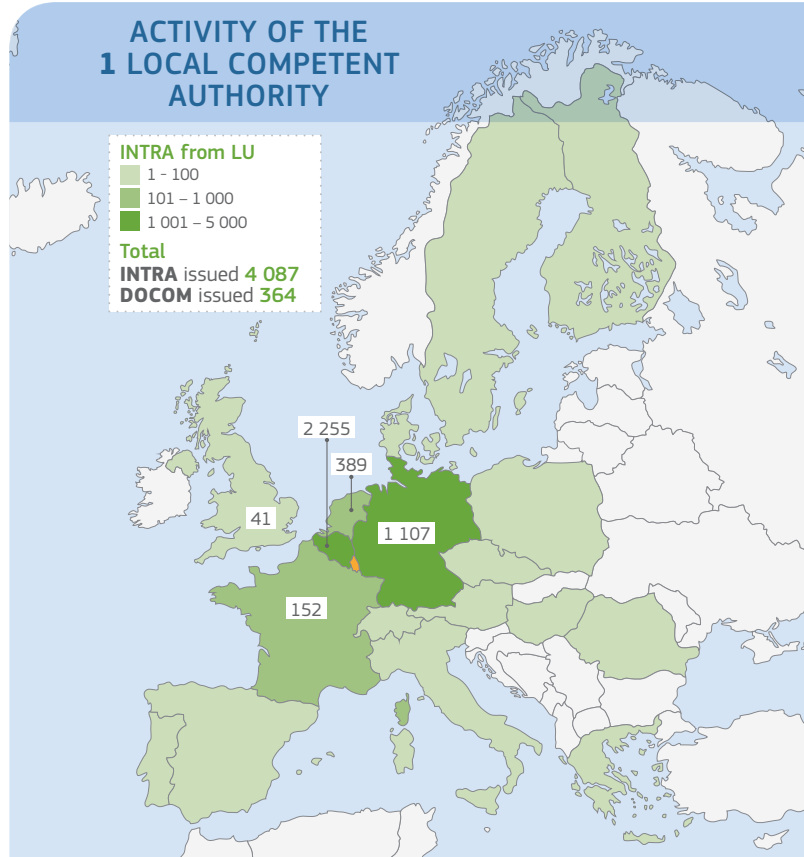 ACTIVITY OF THE
1 LOCAL COMPETENT
AUTHORITY
INTRA from LU
1 - 100
101 – 1 000
1 001 – 5 000
Total
INTRA issued 4 087
DOCOM issued 364
2 255
389
41
1 107
152